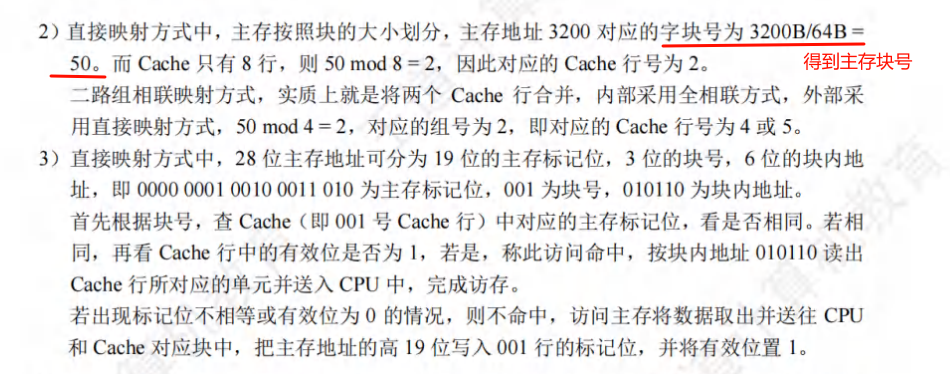 2）直接映射方式中，主存按照块的大小划分，主存地址 3200 对应的字块号为 3200B/64B =
50。而 Cache 只有 8 行，则 50 mod 8 = 2，因此对应的 Cache 行号为 2。
得到主存块号
二路组相联映射方式，实质上就是将两个 Cache 行合并，内部采用全相联方式，外部采
用直接映射方式，50 mod 4 = 2，对应的组号为 2，即对应的 Cache 行号为 4 或 5。
3）直接映射方式中，28 位主存地址可分为 19 位的主存标记位，3 位的块号，6 位的块内地
址，即 0000 0001 0010 0011 010 为主存标记位，001 为块号，010110 为块内地址。
首先根据块号，查 Cache（即 001 号 Cache 行）中对应的主存标记位，看是否相同。若相
同，再看 Cache 行中的有效位是否为 1，若是，称此访问命中，按块内地址 010110 读出
Cache 行所对应的单元并送入 CPU 中，完成访存。
若出现标记位不相等或有效位为 0 的情况，则不命中，访问主存将数据取出并送往 CPU
和 Cache 对应块中，把主存地址的高 19 位写入 001 行的标记位，并将有效位置 1。